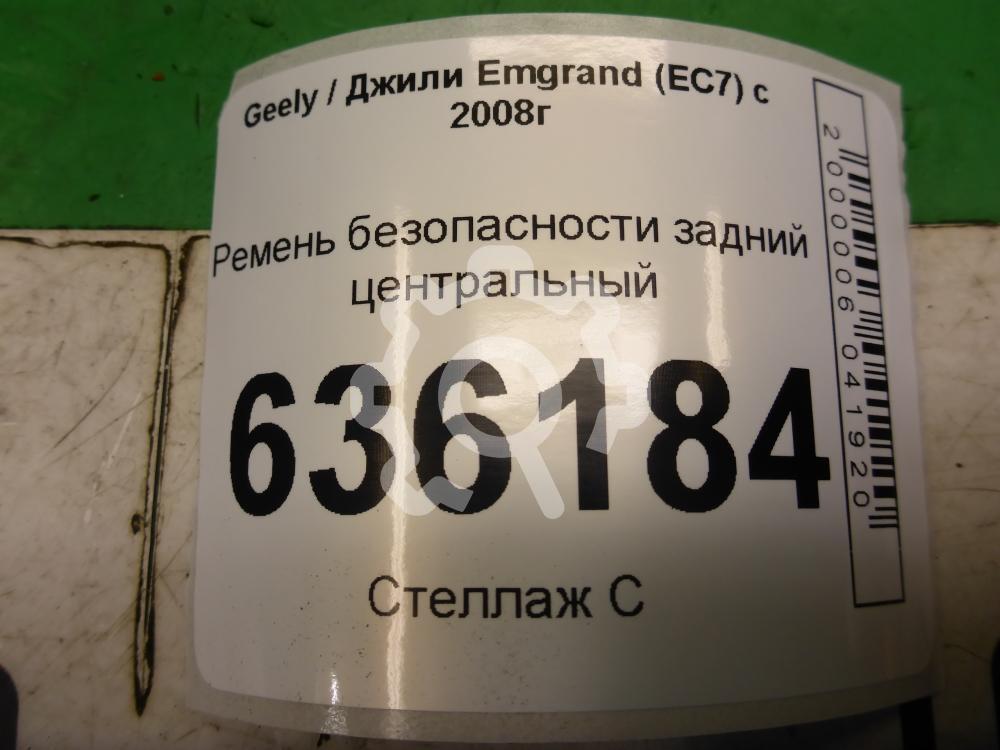 Geely / Джили Emgrand (EC7) с
2008г
Ремень безопасности задний
центральный
636184
Стеллаж С
2000006041920